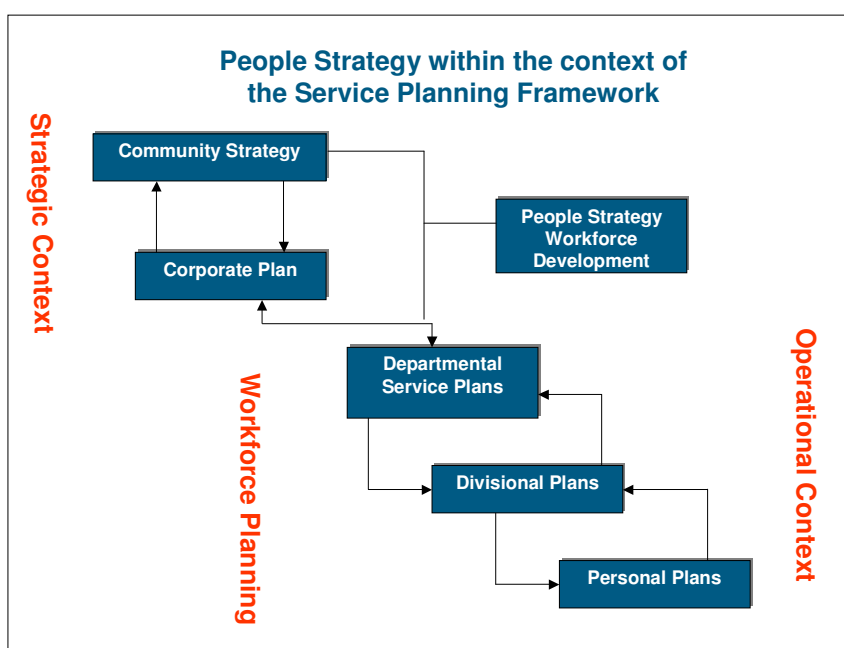 People Strategy within the context of
the Service Planning Framework
Strategic Context
Community Strategy
People Strategy
Workforce
Development
Corporate Plan
Operational Context
Departmental
Service Plans
Workforce Planning
Divisional Plans
Personal Plans